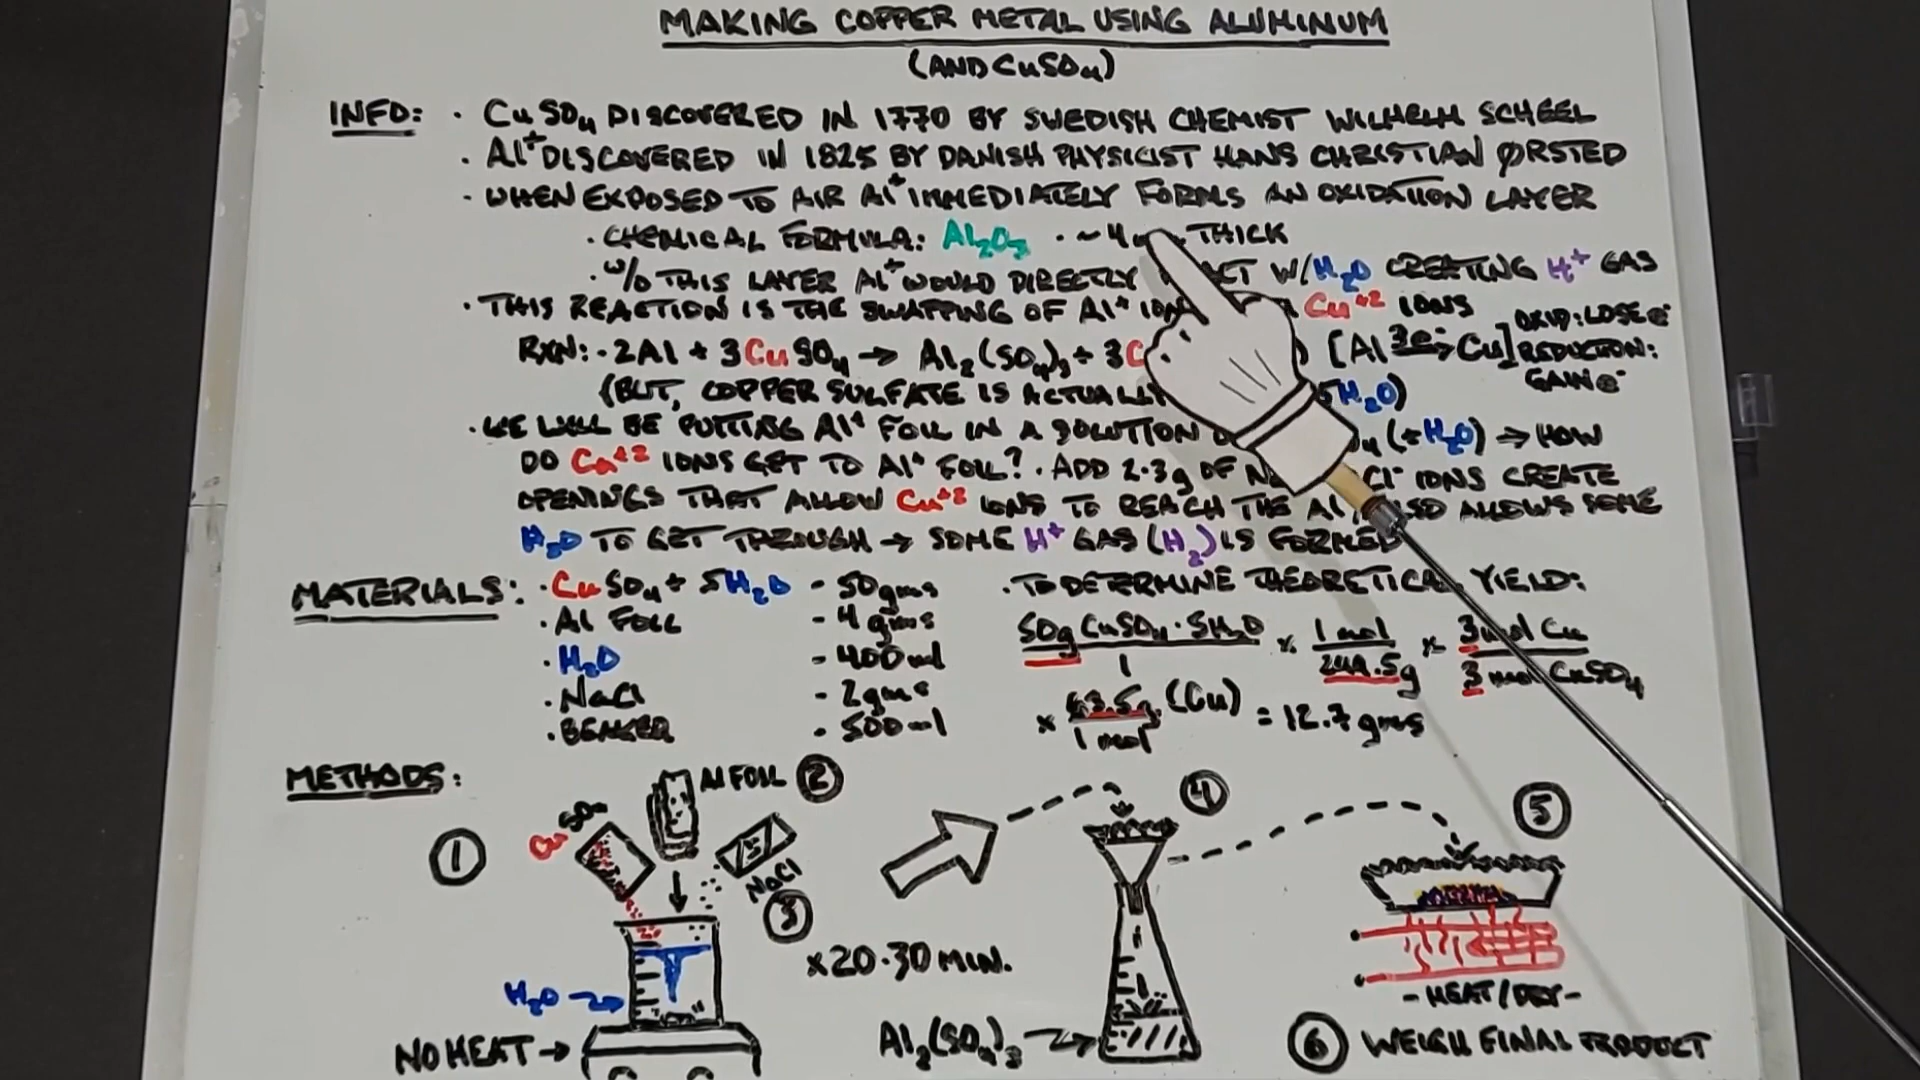 MAKING COPPER METAL USING ALUMINUM
(AND CuSO₄)
INFO: · CuSO₄ DISCOVERED IN 1770 BY SWEDISH CHEMIST WILHELM SCHEEL
· Al⁺ DISCOVERED IN 1825 BY DANISH PHYSICIST HANS CHRISTIAN ØRSTED
· WHEN EXPOSED TO AIR Al⁺ IMMEDIATELY FORMS AN OXIDATION LAYER
· CHEMICAL FORMULA: Al₂O₃ · ~4 THICK
· W/O THIS LAYER Al⁺ WOULD DIRECTLY W/H₂O CREATING H⁺ GAS
· THIS REACTION IS THE SWAPPING OF Al⁺ Cu⁺² IONS
RXN: · 2Al + 3CuSO₄ → Al₂(SO₄)₃ + 3C [Al 3e⁻→ Cu] OXID: LOSE e⁻
REDUCTION: GAIN e⁻
(BUT, COPPER SULFATE IS 5H₂O)
· WE WILL BE PUTTING Al⁺ FOIL IN A SOLUTION (+H₂O) → HOW
DO Cu⁺² IONS GET TO Al⁺ FOIL? · ADD 2-3g OF IONS CREATE
OPENINGS THAT ALLOW Cu⁺² IONS TO REACH THE ALLOWS SOME
H₂O TO GET THROUGH → SOME H⁺ GAS (H₂) IS FORMED
MATERIALS: · CuSO₄ + 5H₂O - 50gms
· Al FOIL - 4 gms
· H₂O - 400ml
· NaCl - 2gms
· BEAKER - 500ml
· TO DETERMINE THEORETICAL YIELD:
50g CuSO₄·5H₂O / 1 × 1 mol / 249.5g × 3 mol Cu / 3 mol CuSO₄
× 63.5g / 1 mol (Cu) = 12.7 gms
METHODS:
1
CuSO₄
Al FOIL 2
NaCl
3
H₂O →
NO HEAT →
×20-30 MIN.
4
Al₂(SO₄)₃ →
5
- HEAT/DRY -
6 WEIGH FINAL PRODUCT